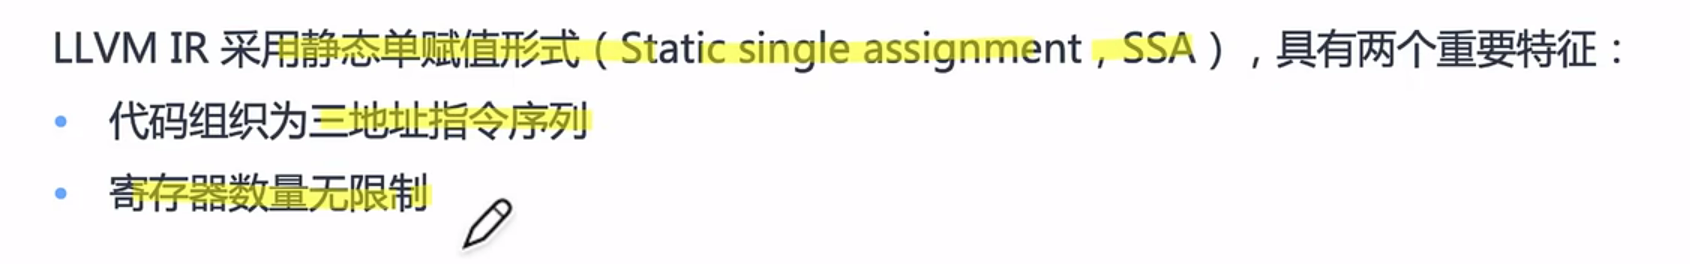 LLVM IR 采用静态单赋值形式（Static single assignment，SSA），具有两个重要特征：
• 代码组织为三地址指令序列
• 寄存器数量无限制